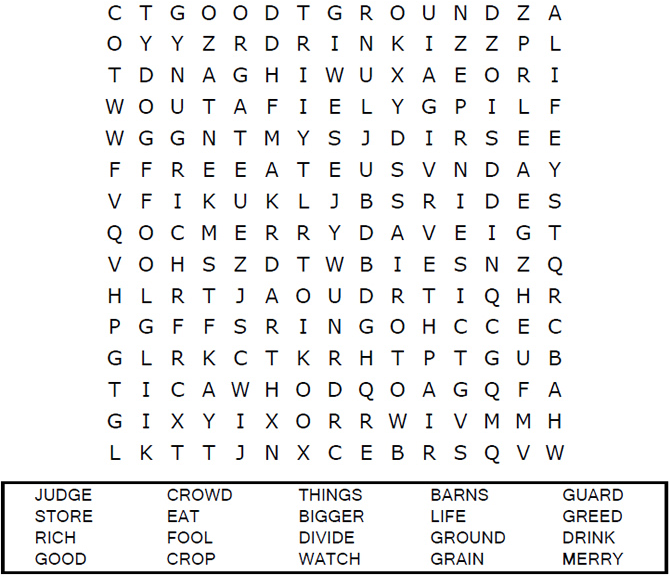 C T G O O D T G R O U N D Z A
O Y Y Z R D R I N K I Z Z P L
T D N A G H I W U X A E O R I
W O U T A F I E L Y G P I L F
W G G N T M Y S J D I R S E E
F F R E E A T E U S V N D A Y
V F I K U K L J B S R I D E S
Q O C M E R R Y D A V E I G T
V O H S Z D T W B I E S N Z Q
H L R T J A O U D R T I Q H R
P G F F S R I N G O H C C E C
G L R K C T K R H T P T G U B
T I C A W H O D Q O A G Q F A
G I X Y I X O R R W I V M M H
L K T T J N X C E B R S Q V W
JUDGE CROWD THINGS BARNS GUARD
STORE EAT BIGGER LIFE GREED
RICH FOOL DIVIDE GROUND DRINK
GOOD CROP WATCH GRAIN MERRY